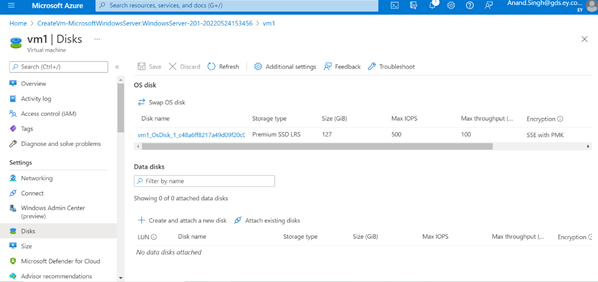 Microsoft Azure
Search resources, services, and docs (G+/)
1
Anand.Singh@gds.ey.co...
EY
Home > CreateVm-MicrosoftWindowsServer.WindowsServer-201-20220524153456 > vm1
vm1 | Disks ...
Virtual machine
Search (Ctrl+/)
Save Discard Refresh Additional settings Feedback Troubleshoot
Overview
Activity log
Access control (IAM)
Tags
Diagnose and solve problems
Settings
Networking
Connect
Windows Admin Center (preview)
Disks
Size
Microsoft Defender for Cloud
Advisor recommendations
OS disk
Swap OS disk
Disk name Storage type Size (GiB) Max IOPS Max throughput (... Encryption
vm1_OsDisk_1_c48a6ff8217a49d09f20c0 Premium SSD LRS 127 500 100 SSE with PMK
Data disks
Filter by name
Showing 0 of 0 attached data disks
Create and attach a new disk Attach existing disks
LUN Disk name Storage type Size (GiB) Max IOPS Max throughput (... Encryption
No data disks attached